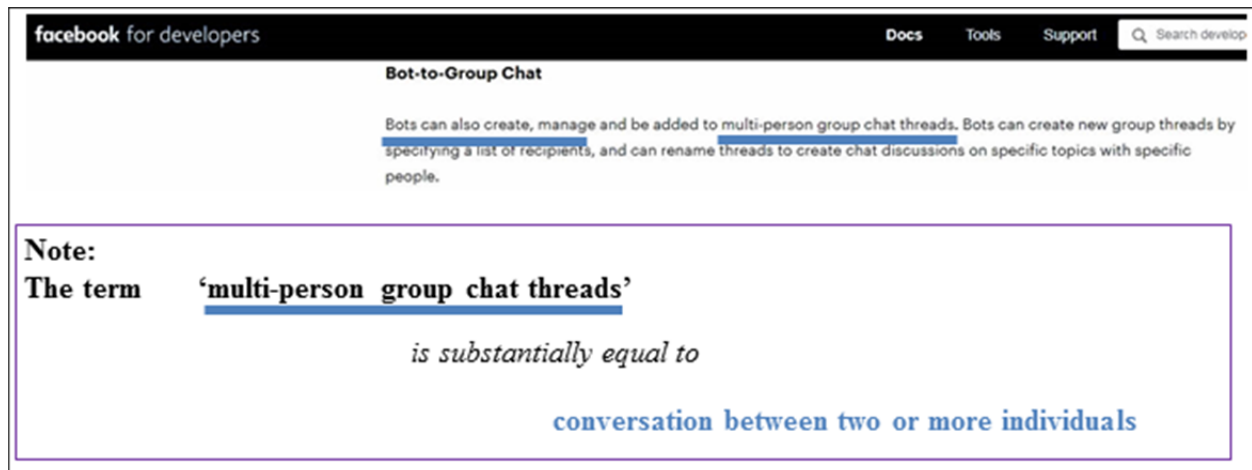 facebook for developers Docs Tools Support Search develop
Bot-to-Group Chat
Bots can also create, manage and be added to multi-person group chat threads. Bots can create new group threads by
specifying a list of recipients, and can rename threads to create chat discussions on specific topics with specific
people.
Note:
The term ‘multi-person group chat threads’
is substantially equal to
conversation between two or more individuals